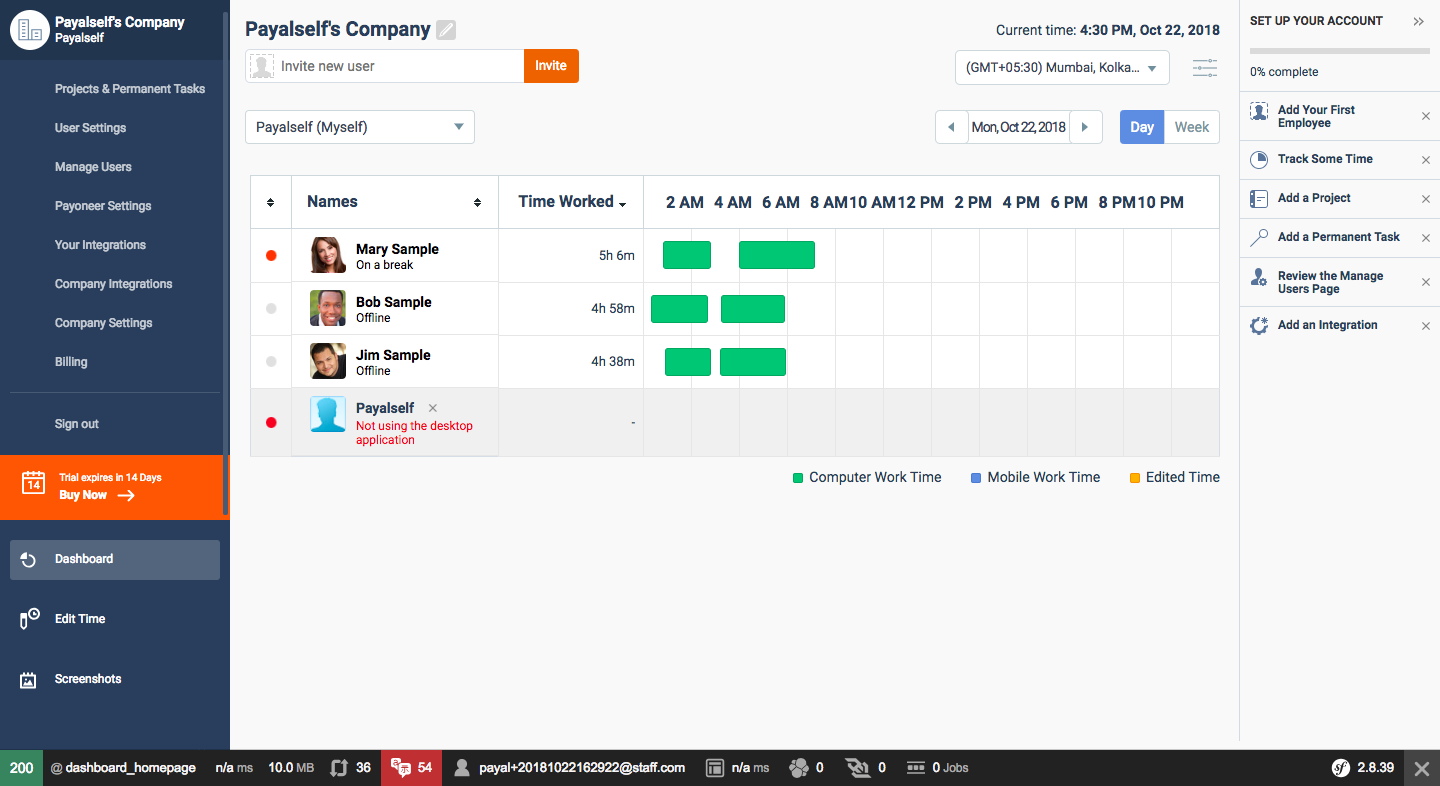 Payalself's Company
Payalself
Projects & Permanent Tasks
User Settings
Manage Users
Payoneer Settings
Your Integrations
Company Integrations
Company Settings
Billing
Sign out
14
Trial expires in 14 Days
Buy Now
Dashboard
Edit Time
Screenshots
Payalself's Company
Invite new user
Invite
Current time: 4:30 PM, Oct 22, 2018
(GMT+05:30) Mumbai, Kolka...
Payalself (Myself)
Mon, Oct 22, 2018
Day
Week
Names
Time Worked
2 AM 4 AM 6 AM 8 AM 10 AM 12 PM 2 PM 4 PM 6 PM 8 PM 10 PM
Mary Sample
On a break
5h 6m
Bob Sample
Offline
4h 58m
Jim Sample
Offline
4h 38m
Payalself
Not using the desktop
application
-
Computer Work Time
Mobile Work Time
Edited Time
SET UP YOUR ACCOUNT
0% complete
Add Your First
Employee
Track Some Time
Add a Project
Add a Permanent Task
Review the Manage
Users Page
Add an Integration
200 @ dashboard_homepage n/a ms 10.0 MB 36 54 payal+20181022162922@staff.com n/a ms 0 0 0 Jobs sf 2.8.39